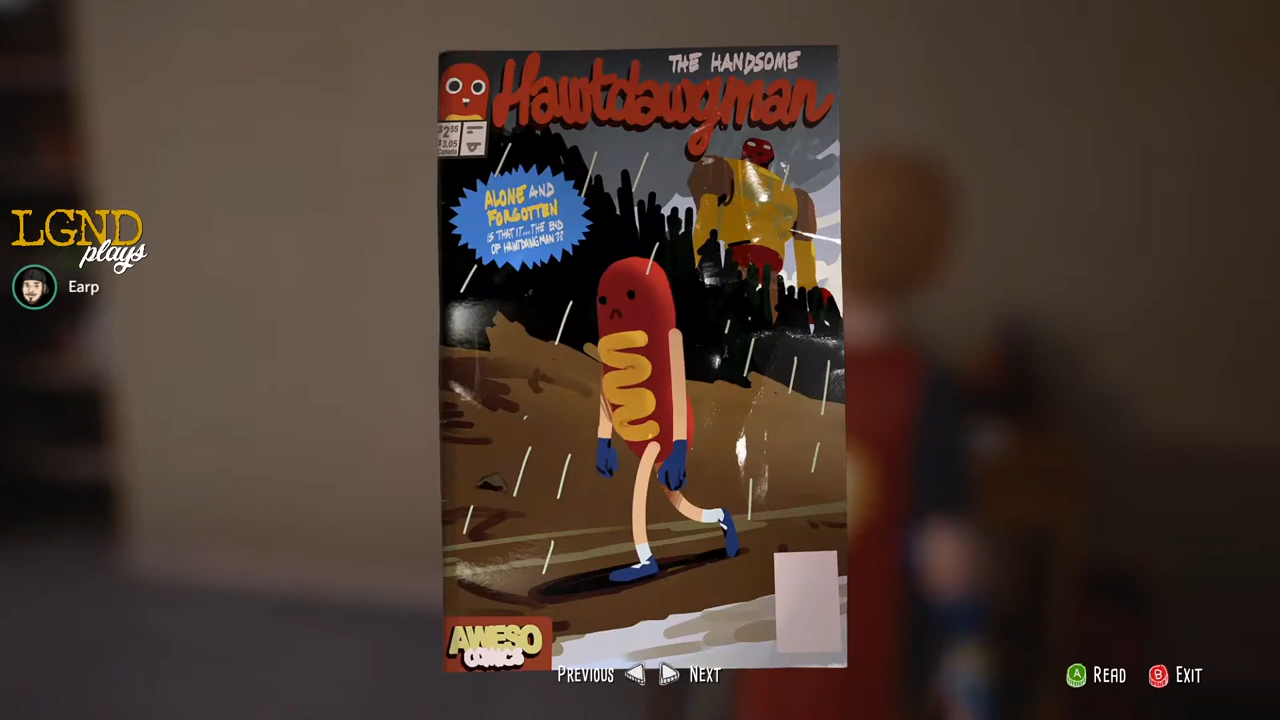 THE HANDSOME
Hawtdawgman
$2.55
$3.05
Canada
ALONE AND
FORGOTTEN
IS THAT IT...THE END
OF HAWTDAWGMAN??
LGND
plays
Earp
AWESO
COMICS
PREVIOUS
NEXT
A READ
B EXIT